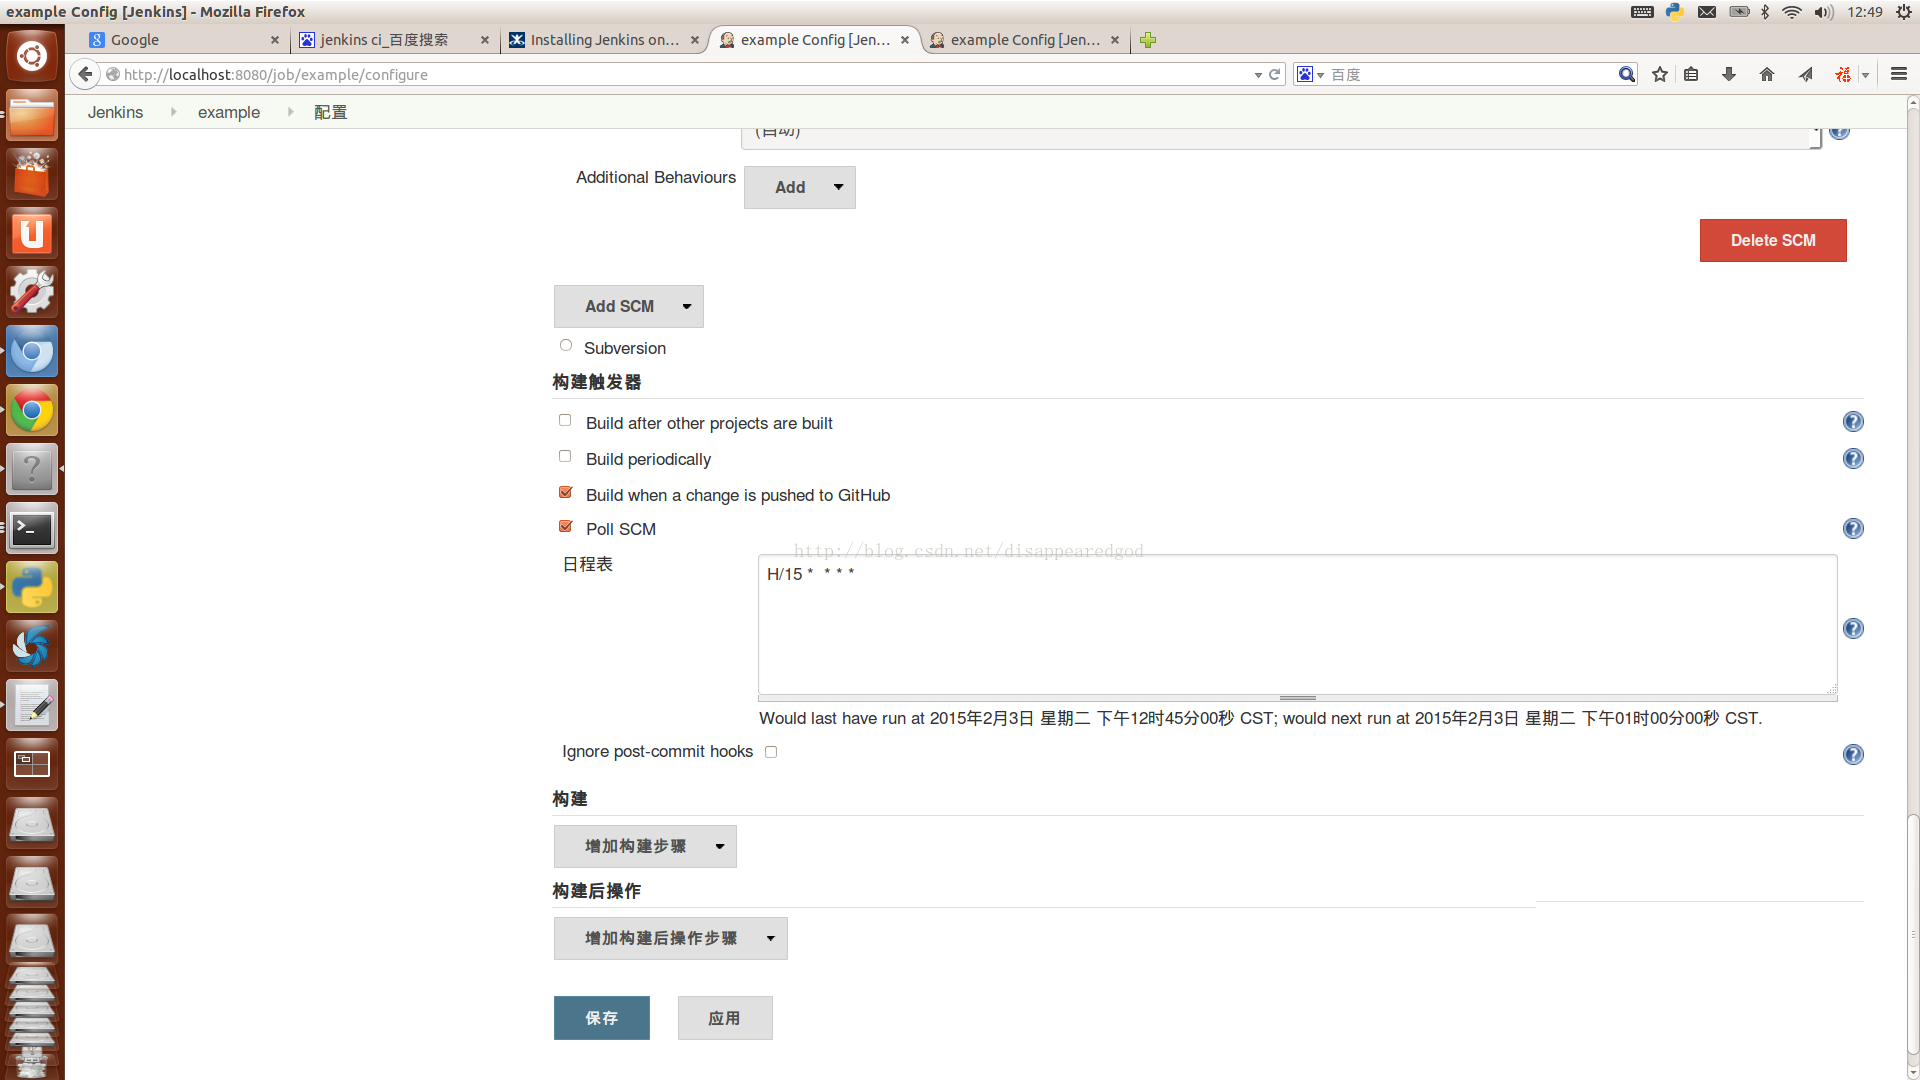 example Config [Jenkins] - Mozilla Firefox
12:49
Google
jenkins ci_百度搜索
Installing Jenkins on...
example Config [Jen...
example Config [Jen...
http://localhost:8080/job/example/configure
百度
Jenkins
example
配置
(自动)
Additional Behaviours
Add
Delete SCM
Add SCM
Subversion
构建触发器
Build after other projects are built
Build periodically
Build when a change is pushed to GitHub
Poll SCM
http://blog.csdn.net/disappearedgod
日程表
H/15 *  * * *
Would last have run at 2015年2月3日 星期二 下午12时45分00秒 CST; would next run at 2015年2月3日 星期二 下午01时00分00秒 CST.
Ignore post-commit hooks
构建
增加构建步骤
构建后操作
增加构建后操作步骤
保存
应用